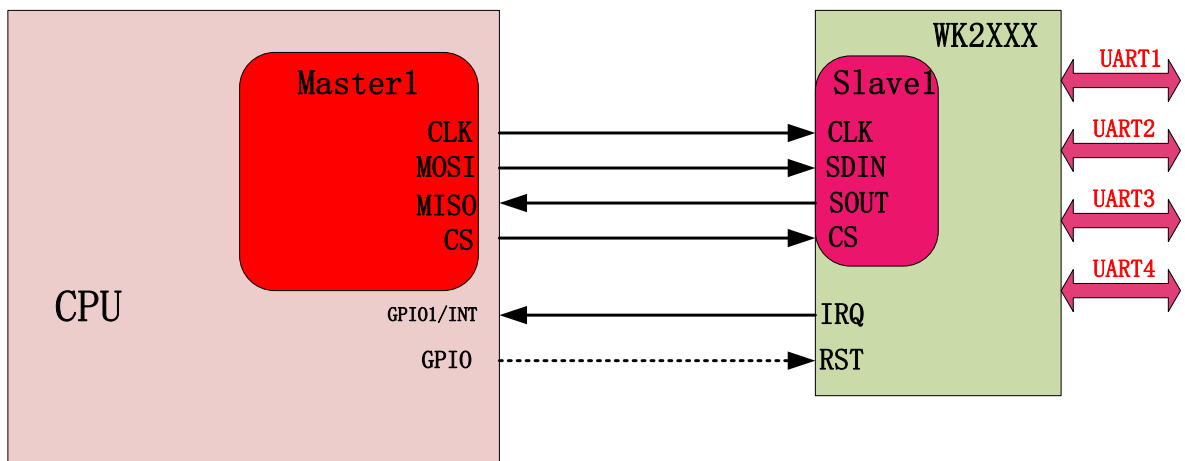 WK2XXX
Master1
Slave1
UART1
CLK
CLK
UART2
MOSI
SDIN
MISO
SOUT
UART3
CS
CS
UART4
CPU
GPIO1/INT
IRQ
GPIO
RST